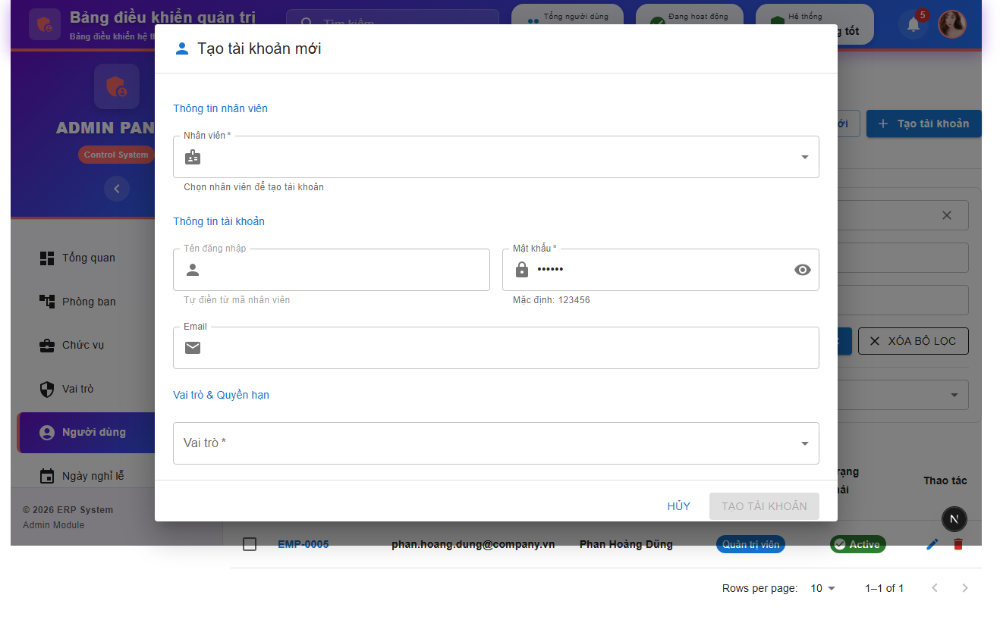 Bảng điều khiển quản trị
Bảng điều khiển hệ th
Tìm kiếm
Tổng người dùng
Đang hoạt động
Hệ thống
g tốt
5
Tạo tài khoản mới
ADMIN PAN
Control System
Tổng quan
Phòng ban
Chức vụ
Vai trò
Người dùng
Ngày nghỉ lễ
© 2026 ERP System
Admin Module
Thông tin nhân viên
Nhân viên *
Chọn nhân viên để tạo tài khoản
Thông tin tài khoản
Tên đăng nhập
Tự điền từ mã nhân viên
Mật khẩu *
••••••
Mặc định: 123456
Email
Vai trò & Quyền hạn
Vai trò *
HỦY
TẠO TÀI KHOẢN
ới
Tạo tài khoản
XÓA BỘ LỌC
rạng
ái
Thao tác
N
EMP-0005
phan.hoang.dung@company.vn
Phan Hoàng Dũng
Quản trị viên
Active
Rows per page:
10
1–1 of 1